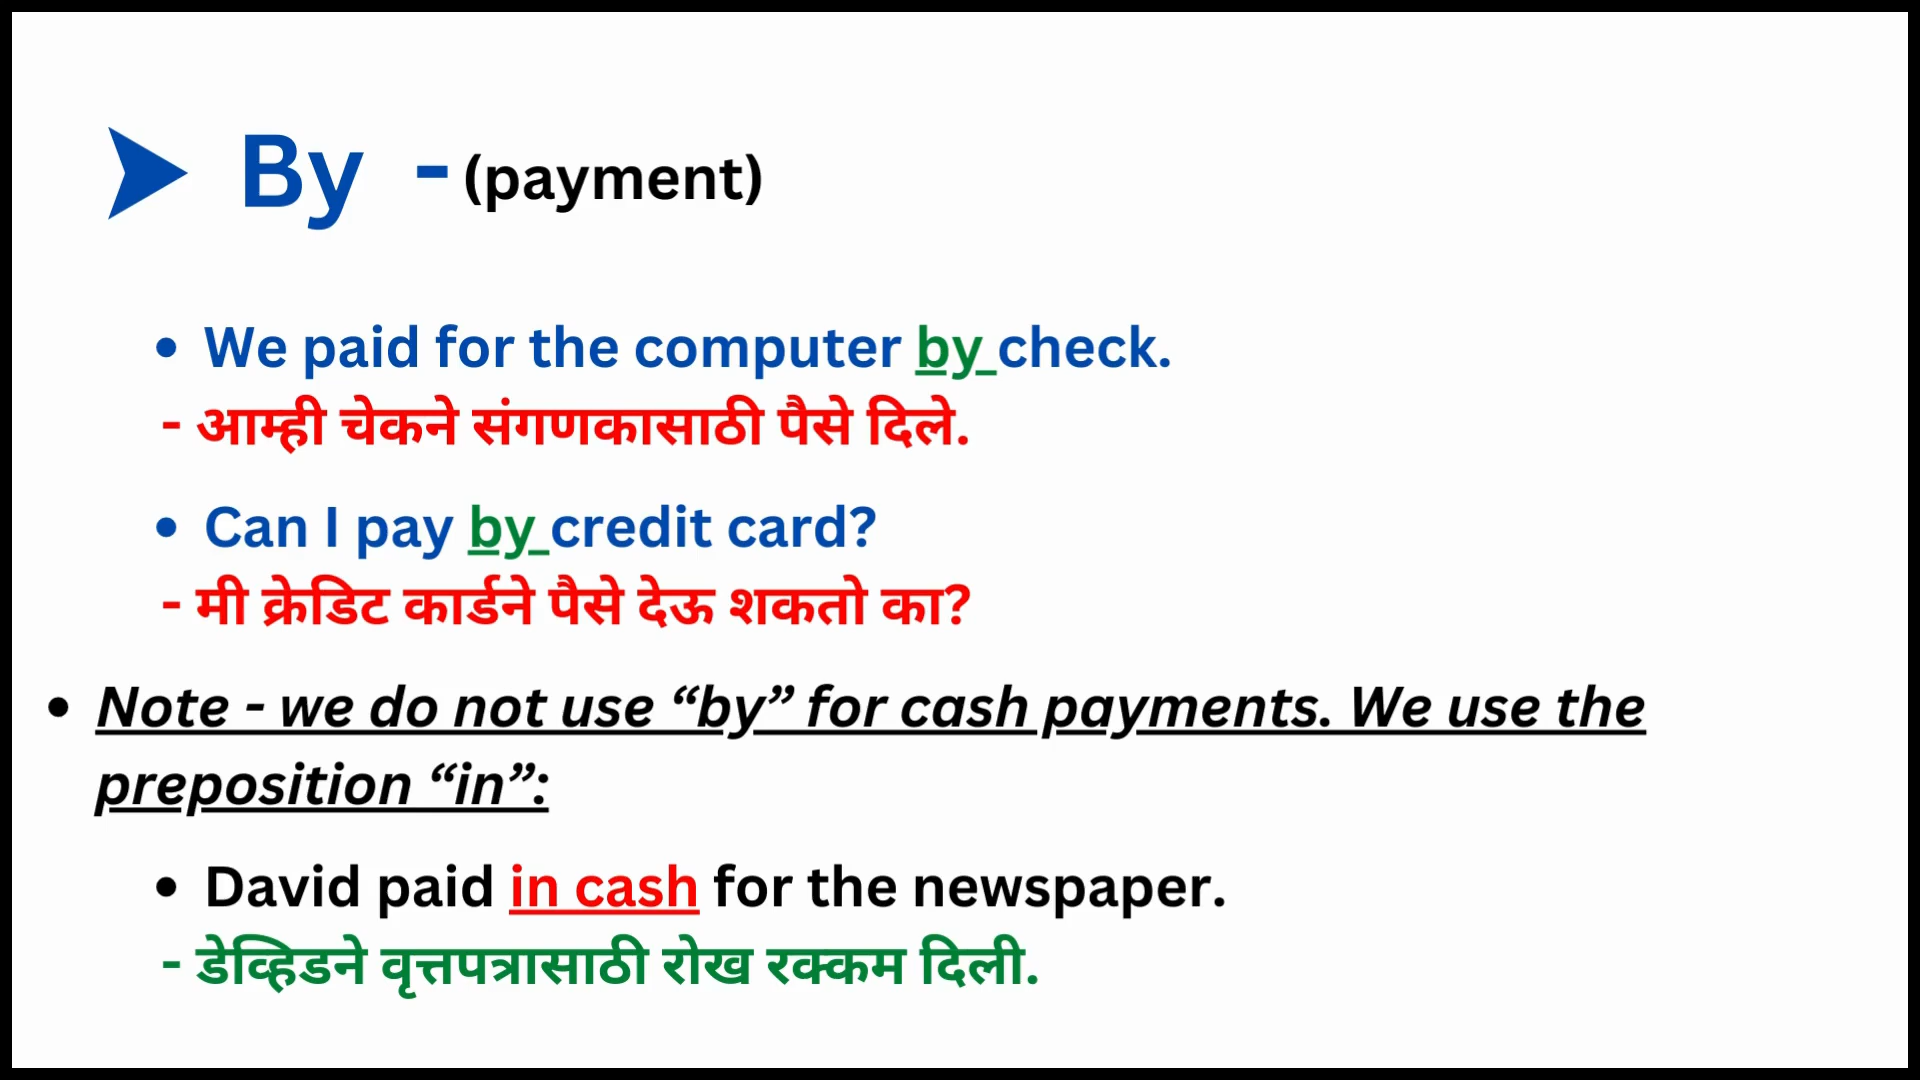 ➤ By - (payment)
• We paid for the computer by check.
- आम्ही चेकने संगणकासाठी पैसे दिले.
• Can I pay by credit card?
- मी क्रेडिट कार्डने पैसे देऊ शकतो का?
• Note - we do not use “by” for cash payments. We use the
preposition “in”:
• David paid in cash for the newspaper.
- डेव्हिडने वृत्तपत्रासाठी रोख रक्कम दिली.